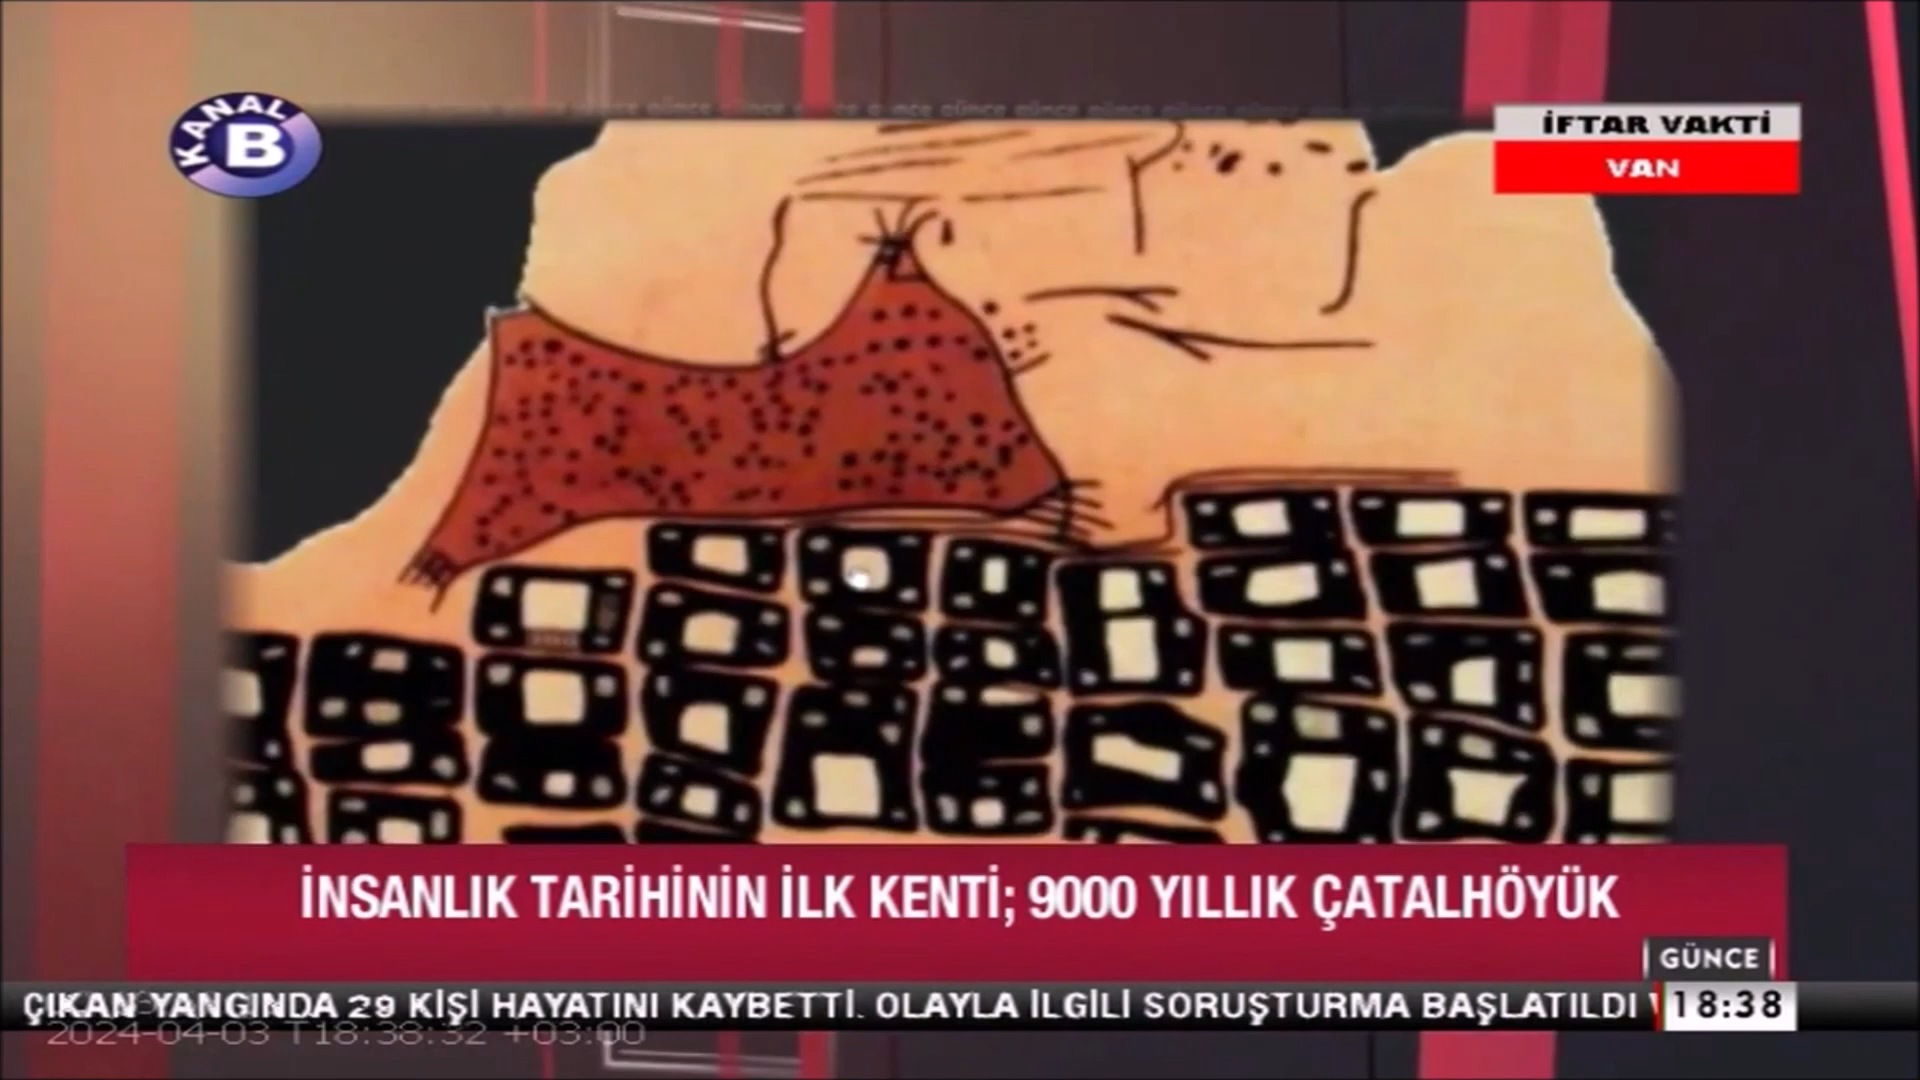 KANAL B
İFTAR VAKTİ
VAN
İNSANLIK TARİHİNİN İLK KENTİ; 9000 YILLIK ÇATALHÖYÜK
GÜNCE
ÇIKAN YANGINDA 29 KİŞİ HAYATINI KAYBETTİ. OLAYLA İLGİLİ SORUŞTURMA BAŞLATILDI
18:38
2024-04-03 T18:38:32 +03:00